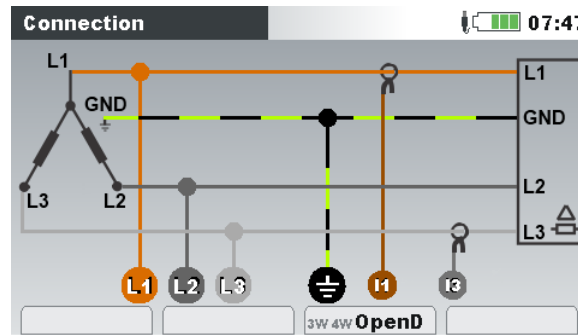 Connection 07:47
L1 L1
GND GND
L3 L2 L2
L3
L1 L2 L3 I1 I3
3W 4W OpenD